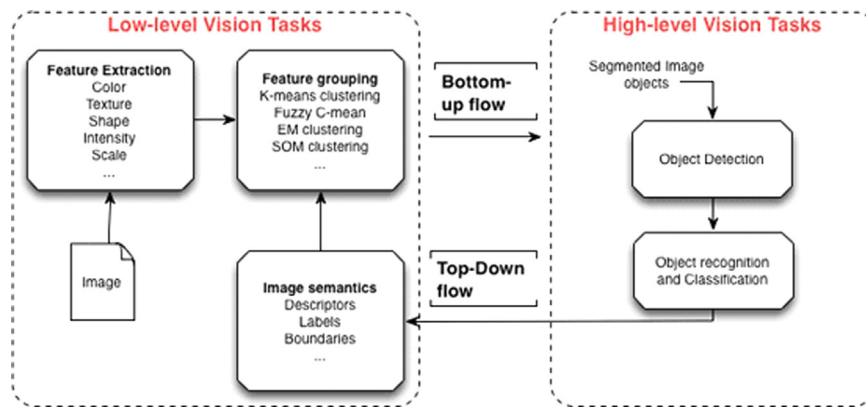 Low-level Vision Tasks
Feature Extraction
Color
Texture
Shape
Intensity
Scale
...
Feature grouping
K-means clustering
Fuzzy C-mean
EM clustering
SOM clustering
...
Image
Image semantics
Descriptors
Labels
Boundaries
...
Bottom-
up flow
Top-Down
flow
High-level Vision Tasks
Segmented Image
objects
Object Detection
Object recognition
and Classification